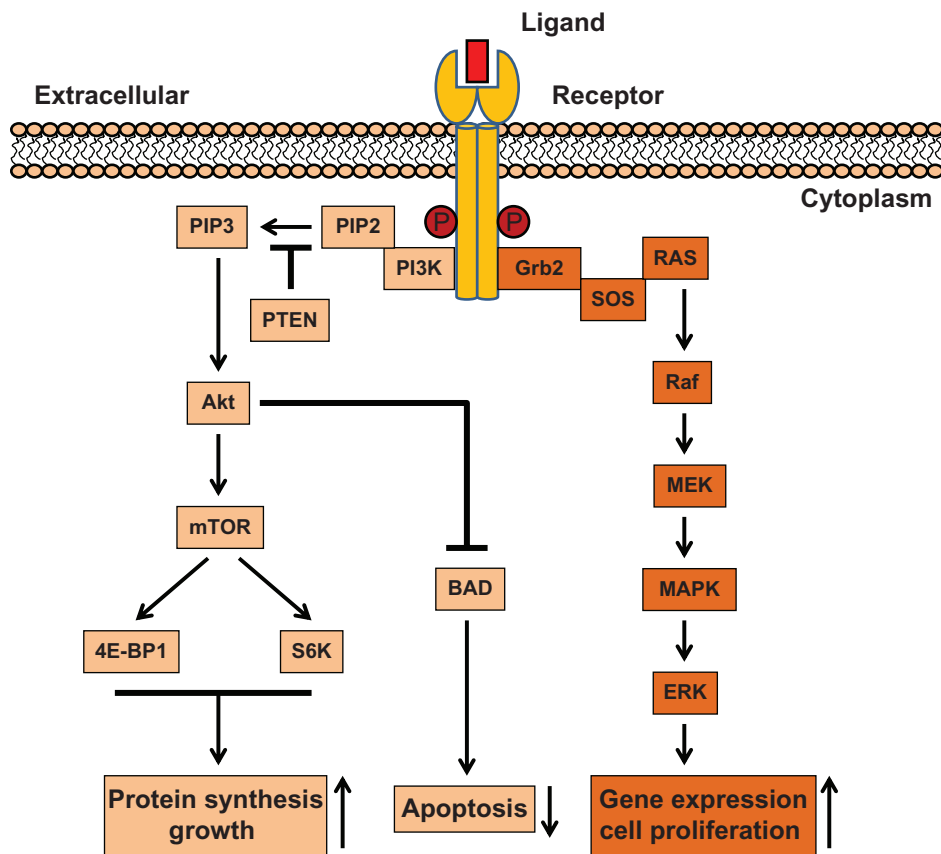 Ligand
Extracellular
Receptor
Cytoplasm
P
P
PIP3
PIP2
PI3K
Grb2
RAS
SOS
PTEN
Akt
Raf
MEK
mTOR
BAD
MAPK
4E-BP1
S6K
ERK
Protein synthesis
growth
Apoptosis
Gene expression
cell proliferation